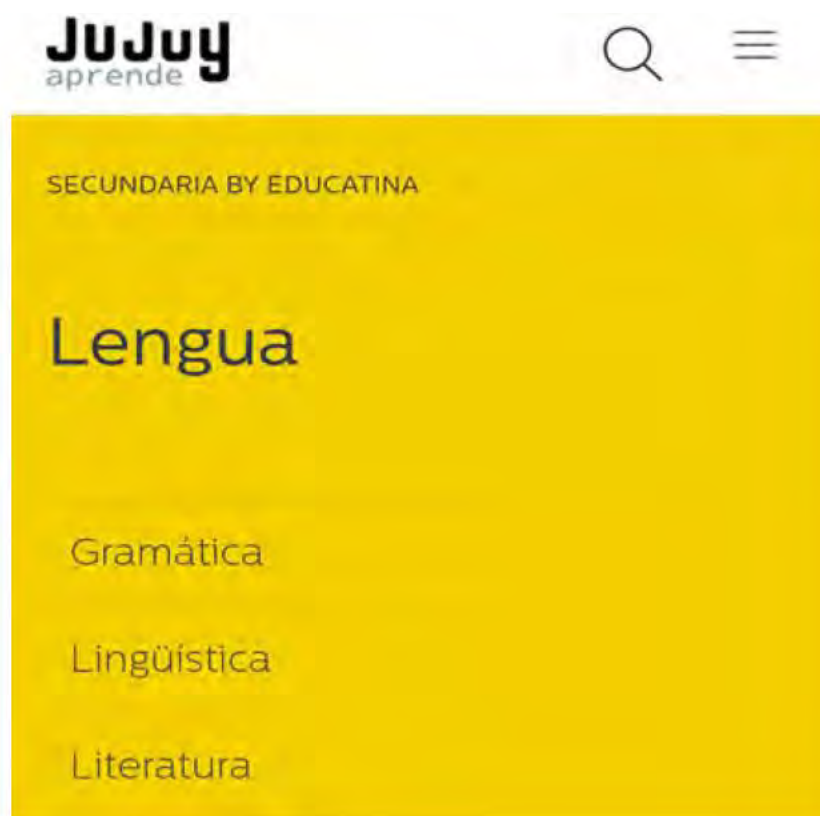 JUJUY
aprende
SECUNDARIA BY EDUCATINA
Lengua
Gramática
Lingüística
Literatura